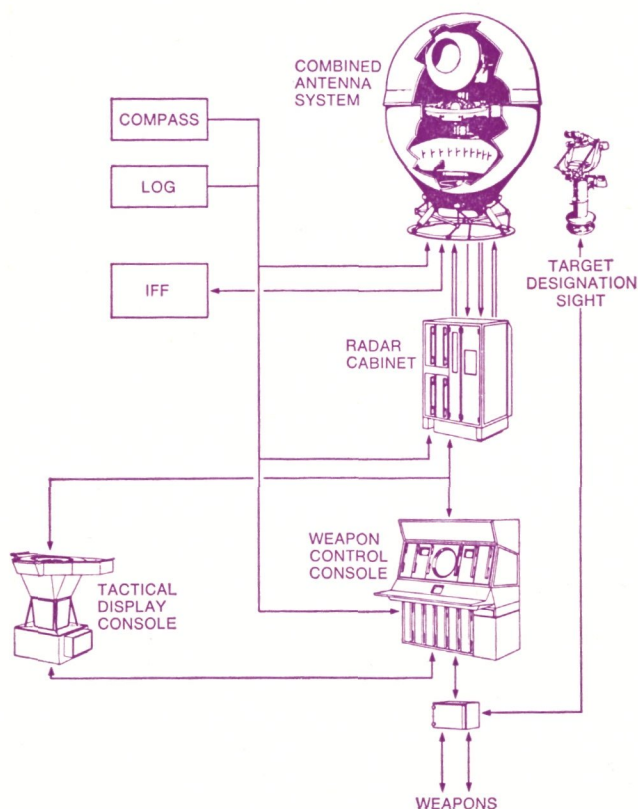 COMBINED
ANTENNA
SYSTEM
COMPASS
LOG
IFF
TARGET
DESIGNATION
SIGHT
RADAR
CABINET
WEAPON
CONTROL
CONSOLE
TACTICAL
DISPLAY
CONSOLE
WEAPONS